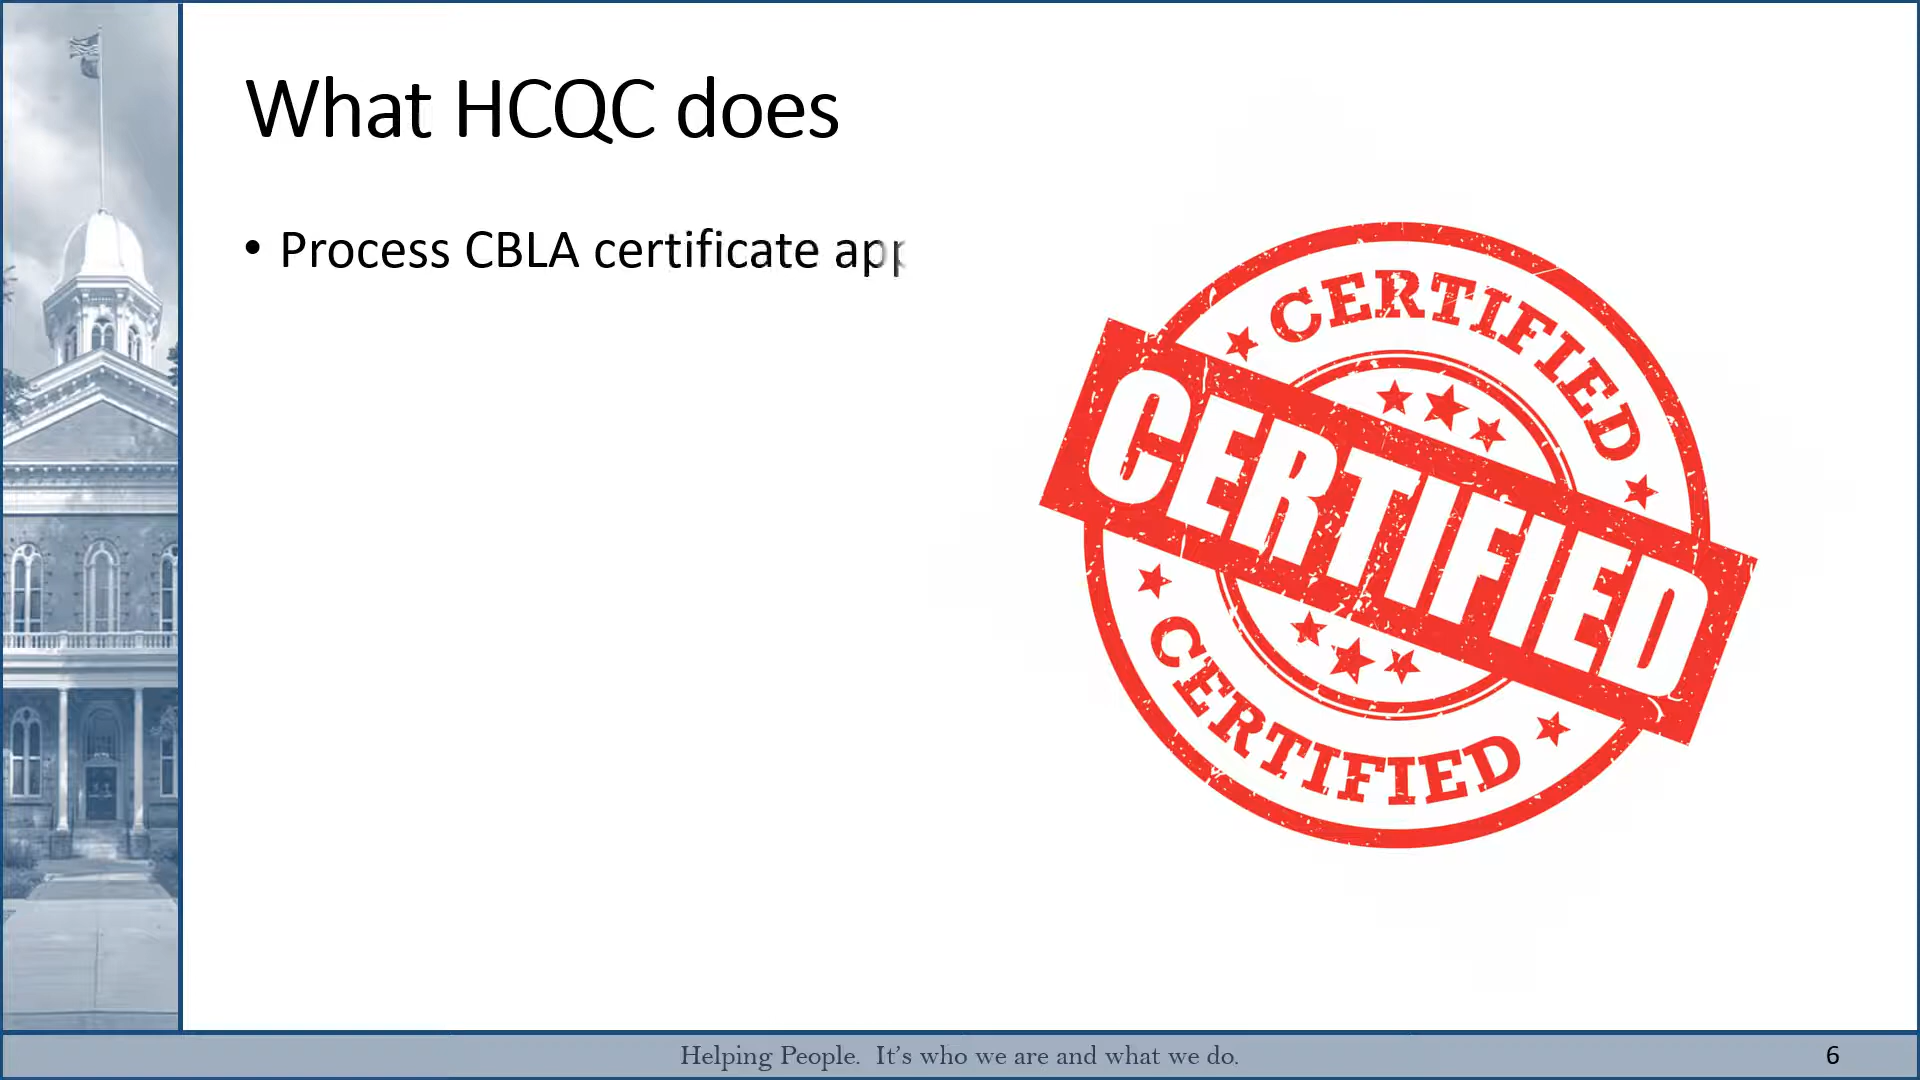 What HCQC does
• Process CBLA certificate
CERTIFIED
CERTIFIED
CERTIFIED
Helping People. It's who we are and what we do.
6